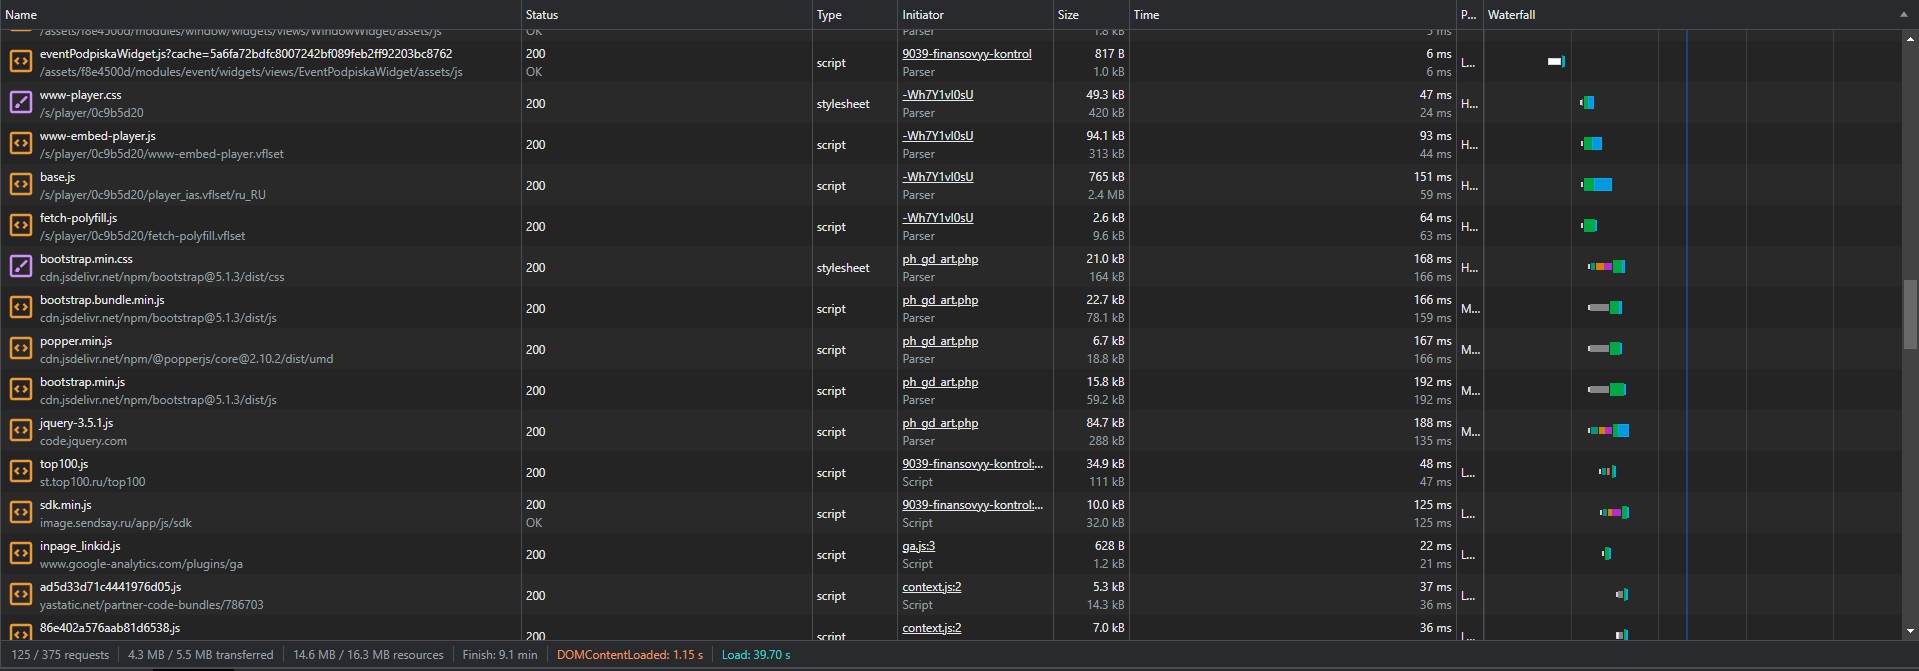 Name Status Type Initiator Size Time P... Waterfall
/assets/f8e4500d/modules/window/widgets/views/WindowWidget/assets/js OK Parser 1.8 kB 5 ms
eventPodpiskaWidget.js?cache=5a6fa72bdfc8007242bf089feb2ff92203bc8762 200 script 9039-finansovyy-kontrol 817 B 6 ms L...
/assets/f8e4500d/modules/event/widgets/views/EventPodpiskaWidget/assets/js OK Parser 1.0 kB 6 ms
www-player.css 200 stylesheet -Wh7Y1vl0sU 49.3 kB 47 ms H...
/s/player/0c9b5d20 Parser 420 kB 24 ms
www-embed-player.js 200 script -Wh7Y1vl0sU 94.1 kB 93 ms H...
/s/player/0c9b5d20/www-embed-player.vflset Parser 313 kB 44 ms
base.js 200 script -Wh7Y1vl0sU 765 kB 151 ms H...
/s/player/0c9b5d20/player_ias.vflset/ru_RU Parser 2.4 MB 59 ms
fetch-polyfill.js 200 script -Wh7Y1vl0sU 2.6 kB 64 ms H...
/s/player/0c9b5d20/fetch-polyfill.vflset Parser 9.6 kB 63 ms
bootstrap.min.css 200 stylesheet ph_gd_art.php 21.0 kB 168 ms H...
cdn.jsdelivr.net/npm/bootstrap@5.1.3/dist/css Parser 164 kB 166 ms
bootstrap.bundle.min.js 200 script ph_gd_art.php 22.7 kB 166 ms M...
cdn.jsdelivr.net/npm/bootstrap@5.1.3/dist/js Parser 78.1 kB 159 ms
popper.min.js 200 script ph_gd_art.php 6.7 kB 167 ms M...
cdn.jsdelivr.net/npm/@popperjs/core@2.10.2/dist/umd Parser 18.8 kB 166 ms
bootstrap.min.js 200 script ph_gd_art.php 15.8 kB 192 ms M...
cdn.jsdelivr.net/npm/bootstrap@5.1.3/dist/js Parser 59.2 kB 192 ms
jquery-3.5.1.js 200 script ph_gd_art.php 84.7 kB 188 ms M...
code.jquery.com Parser 288 kB 135 ms
top100.js 200 script 9039-finansovyy-kontrol:... 34.9 kB 48 ms L...
st.top100.ru/top100 Script 111 kB 47 ms
sdk.min.js 200 script 9039-finansovyy-kontrol:... 10.0 kB 125 ms L...
image.sendsay.ru/app/js/sdk OK Script 32.0 kB 125 ms
inpage_linkid.js 200 script ga.js:3 628 B 22 ms L...
www.google-analytics.com/plugins/ga Script 1.2 kB 21 ms
ad5d33d71c4441976d05.js 200 script context.js:2 5.3 kB 37 ms L...
yastatic.net/partner-code-bundles/786703 Script 14.3 kB 36 ms
86e402a576aab81d6538.js 200 script context.js:2 7.0 kB 36 ms L...
125 / 375 requests 4.3 MB / 5.5 MB transferred 14.6 MB / 16.3 MB resources Finish: 9.1 min DOMContentLoaded: 1.15 s Load: 39.70 s